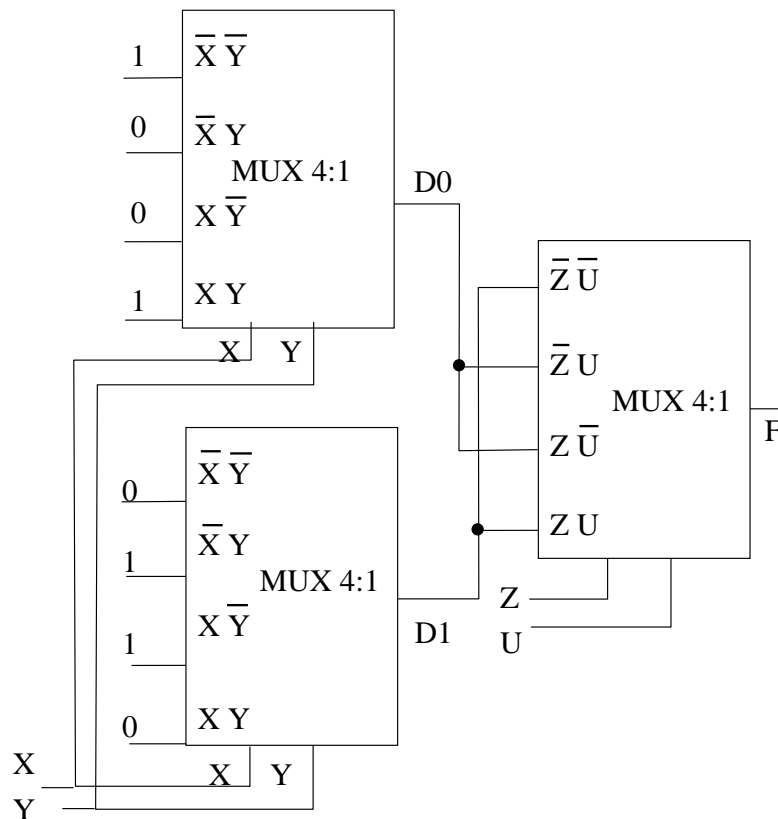 1
X̅ Y̅
0
X̅ Y
MUX 4:1
D0
0
X Y̅
1
X Y
X Y
Z̅ U̅
Z̅ U
MUX 4:1
F
Z U̅
Z U
Z
U
0
X̅ Y̅
1
X̅ Y
MUX 4:1
D1
1
X Y̅
0
X Y
X Y
X
Y